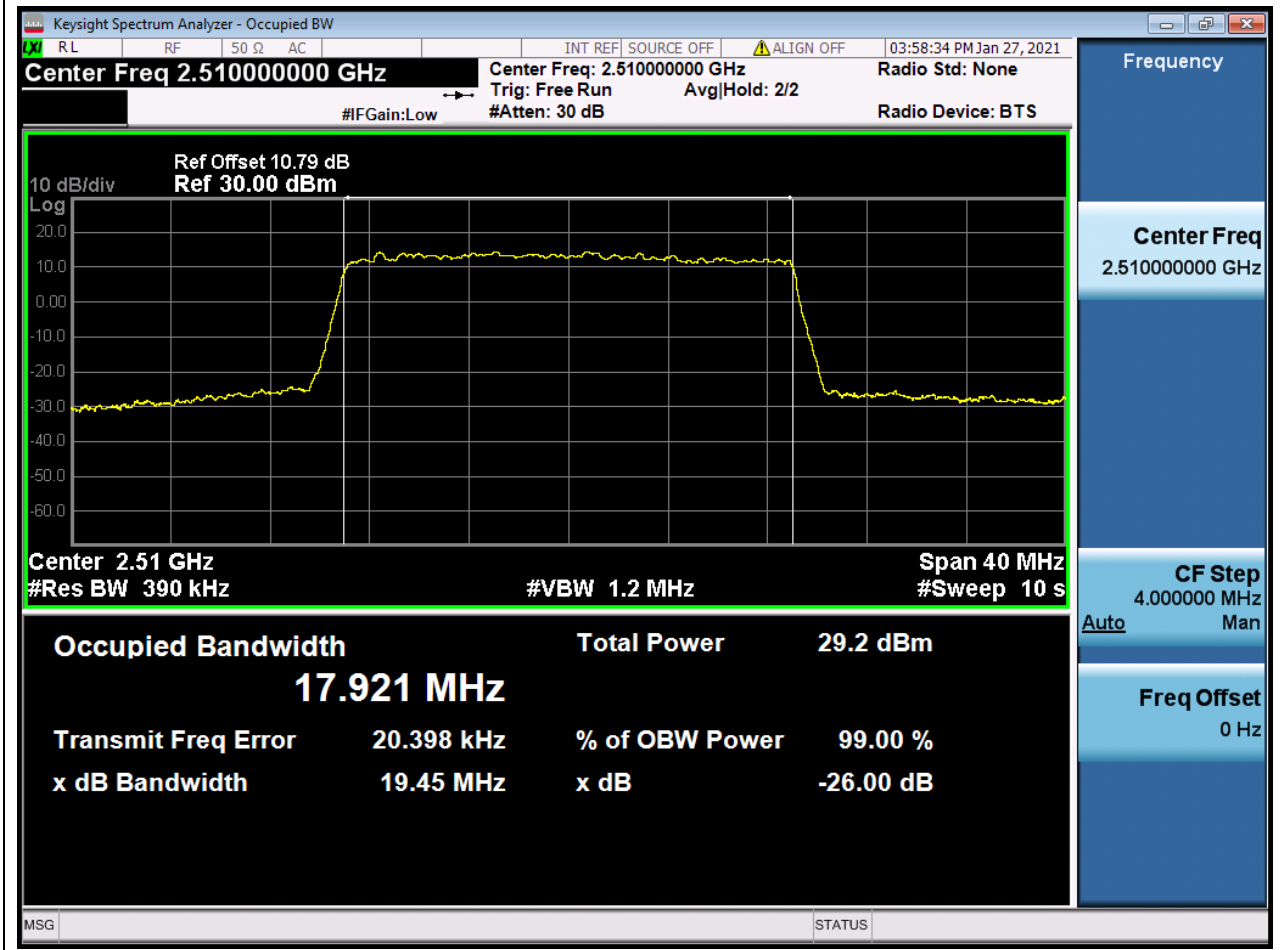 Keysight Spectrum Analyzer - Occupied BW
LXI RL RF 50 Ω AC INT REF SOURCE OFF ALIGN OFF 03:58:34 PM Jan 27, 2021
Center Freq 2.510000000 GHz
Center Freq: 2.510000000 GHz Radio Std: None
Trig: Free Run Avg|Hold: 2/2
#IFGain:Low #Atten: 30 dB Radio Device: BTS
Ref Offset 10.79 dB
10 dB/div Ref 30.00 dBm
Log
20.0
10.0
0.00
-10.0
-20.0
-30.0
-40.0
-50.0
-60.0
Center 2.51 GHz Span 40 MHz
#Res BW 390 kHz #VBW 1.2 MHz #Sweep 10 s
Occupied Bandwidth Total Power 29.2 dBm
17.921 MHz
Transmit Freq Error 20.398 kHz % of OBW Power 99.00 %
x dB Bandwidth 19.45 MHz x dB -26.00 dB
Frequency
Center Freq
2.510000000 GHz
CF Step
4.000000 MHz
Auto Man
Freq Offset
0 Hz
MSG STATUS